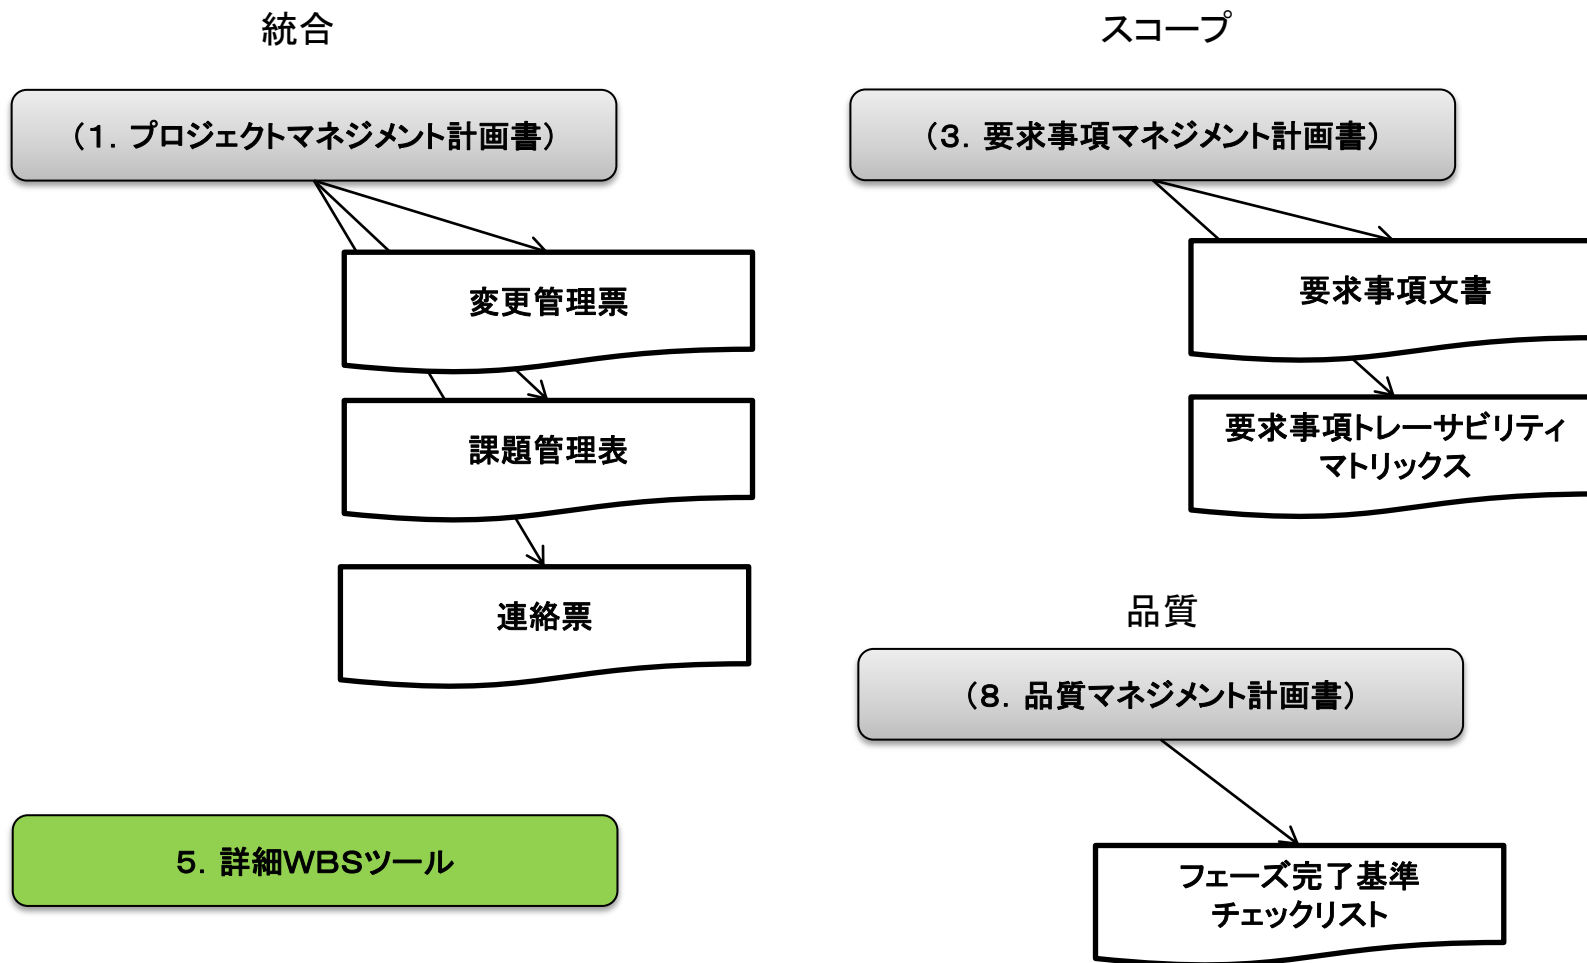 統合
（１．プロジェクトマネジメント計画書）
変更管理票
課題管理表
連絡票
５．詳細ＷＢＳツール
スコープ
（３．要求事項マネジメント計画書）
要求事項文書
要求事項トレーサビリティ
マトリックス
品質
（８．品質マネジメント計画書）
フェーズ完了基準
チェックリスト